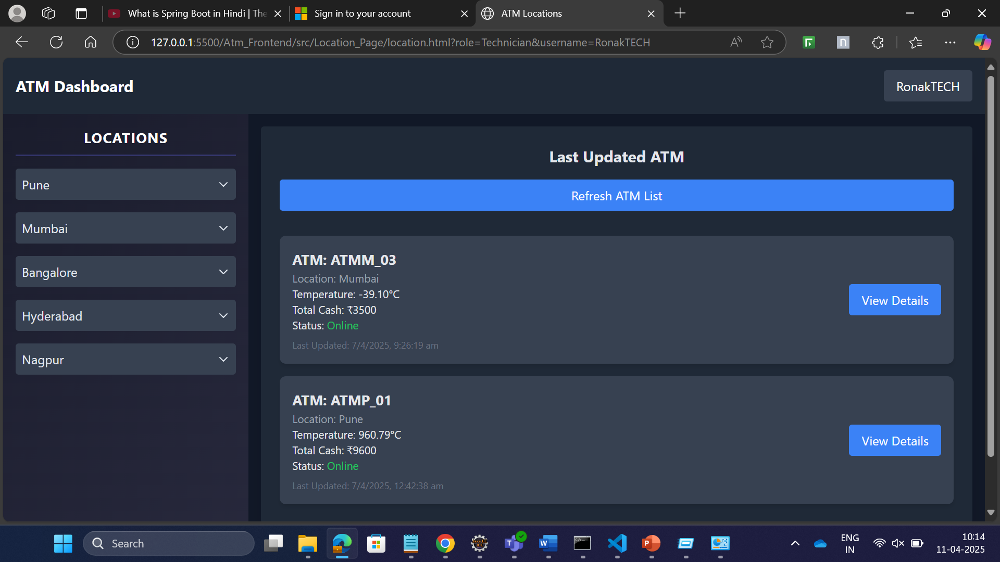 What is Spring Boot in Hindi | The
Sign in to your account
ATM Locations
127.0.0.1:5500/Atm_Frontend/src/Location_Page/location.html?role=Technician&username=RonakTECH
ATM Dashboard
RonakTECH
LOCATIONS
Pune
Mumbai
Bangalore
Hyderabad
Nagpur
Last Updated ATM
Refresh ATM List
ATM: ATMM_03
Location: Mumbai
Temperature: -39.10°C
Total Cash: ₹3500
Status: Online
Last Updated: 7/4/2025, 9:26:19 am
View Details
ATM: ATMP_01
Location: Pune
Temperature: 960.79°C
Total Cash: ₹9600
Status: Online
Last Updated: 7/4/2025, 12:42:38 am
View Details
Search
ENG
IN
10:14
11-04-2025